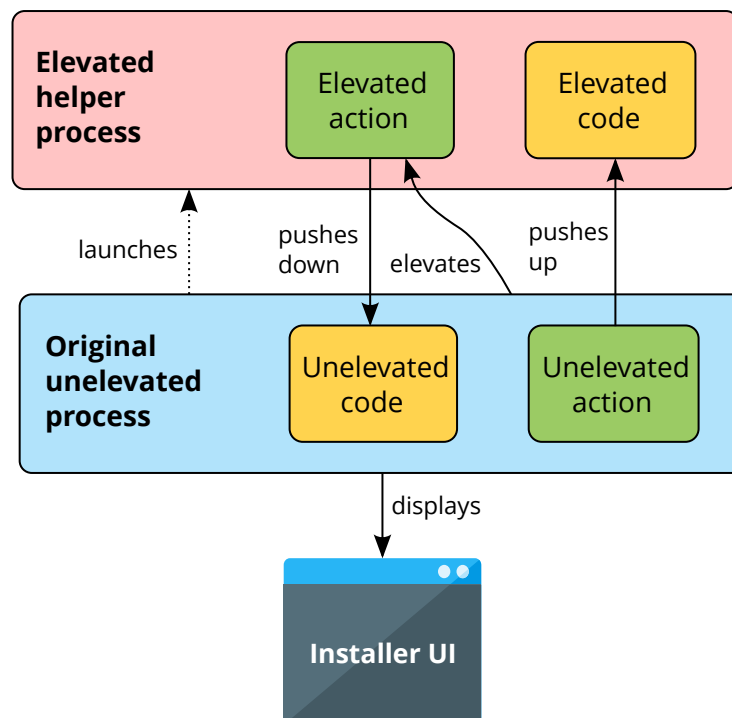 Elevated
helper
process
Elevated
action
Elevated
code
launches
pushes
down
elevates
pushes
up
Original
unelevated
process
Unelevated
code
Unelevated
action
displays
Installer UI